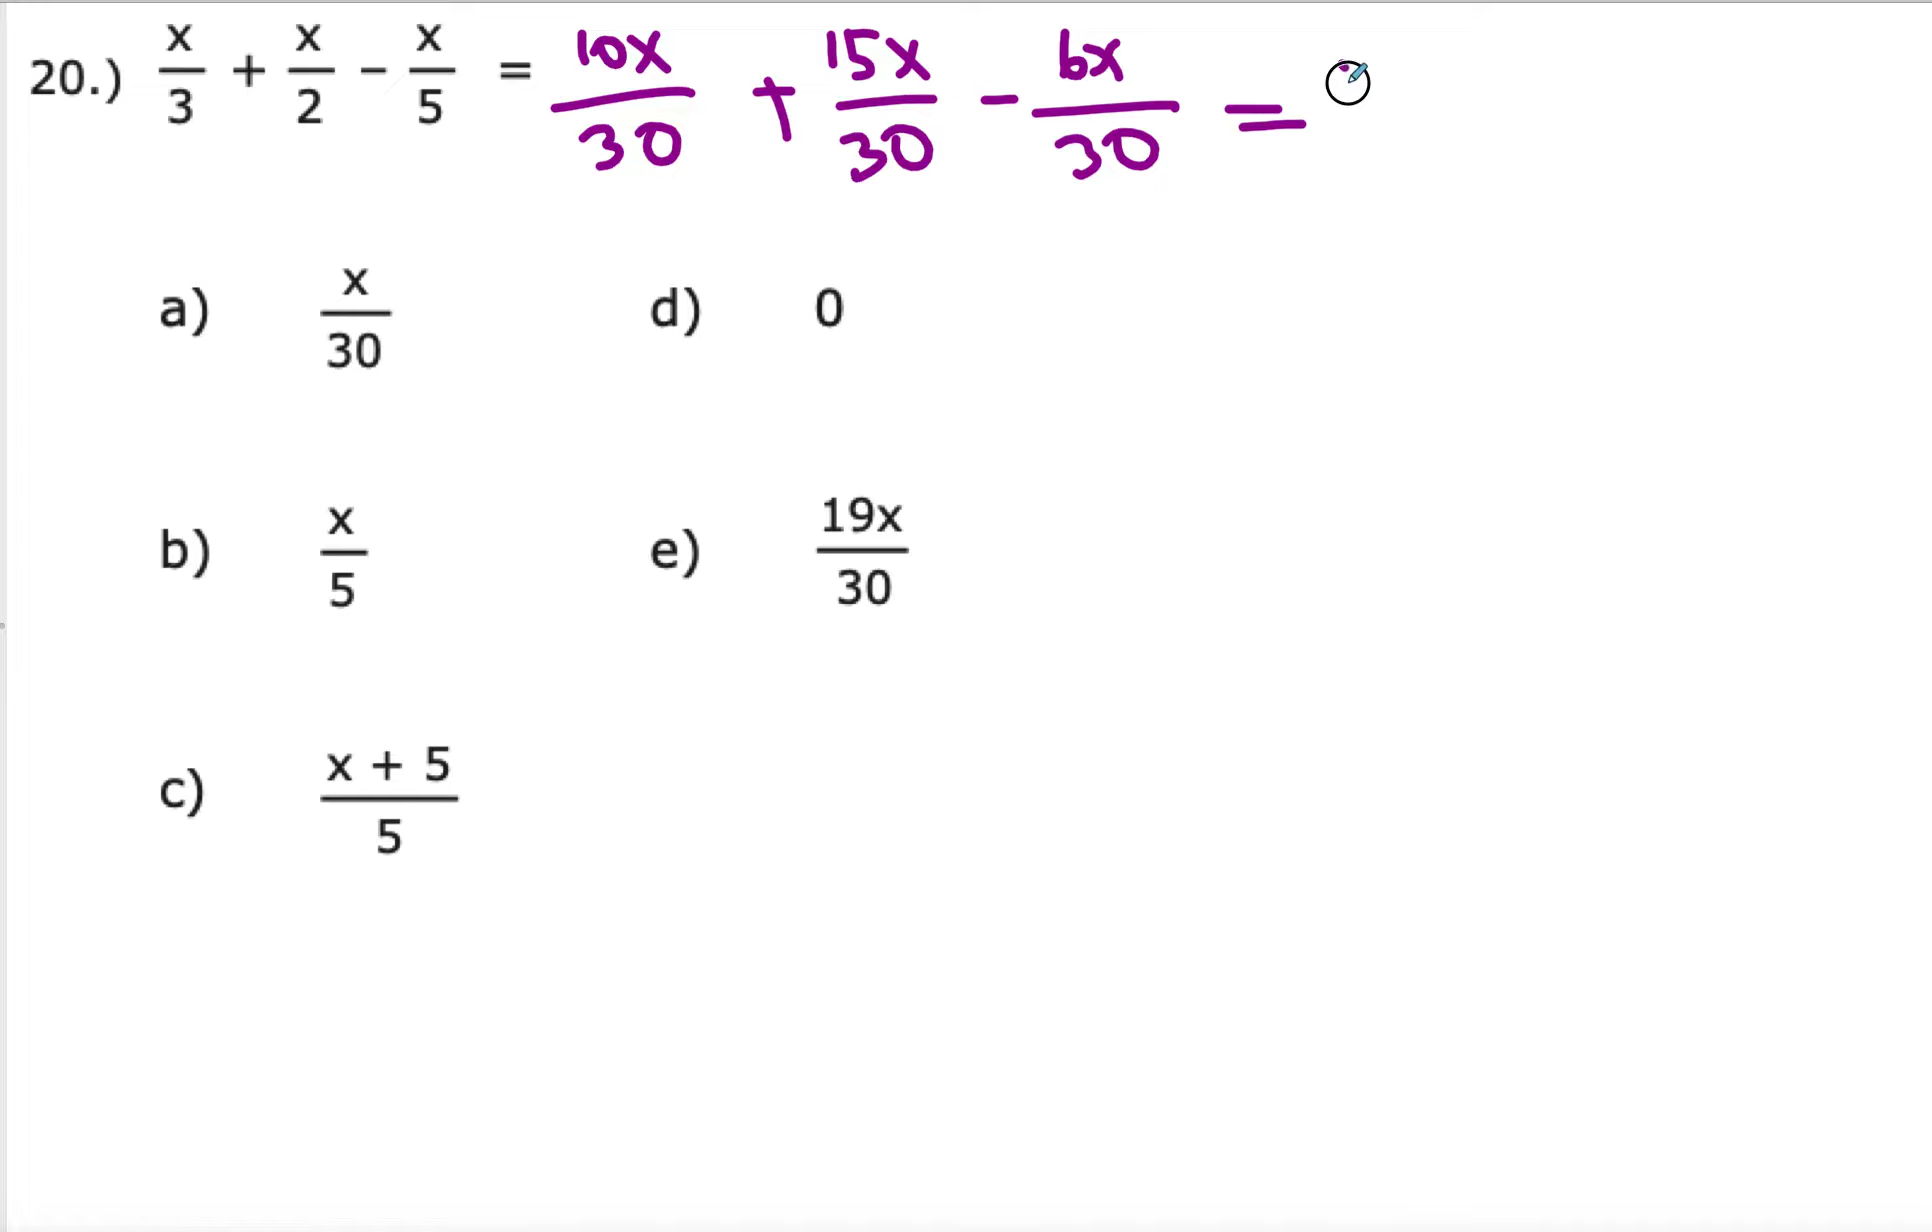 20.) x/3 + x/2 - x/5 = 10x/30 + 15x/30 - 6x/30 =
a) x/30 d) 0
b) x/5 e) 19x/30
c) x + 5/5